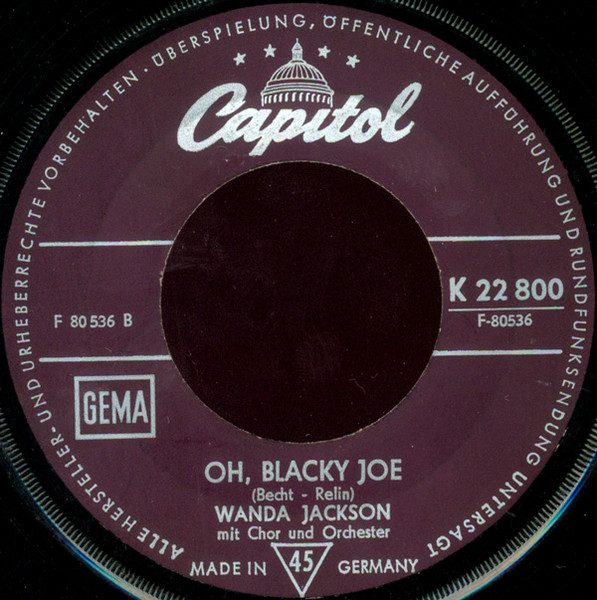 ALLE HERSTELLER- UND URHEBERRECHTE VORBEHALTEN · ÜBERSPIELUNG, ÖFFENTLICHE AUFFÜHRUNG UND RUNDFUNKSENDUNG UNTERSAGT
Capitol
K 22 800
F 80 536 B
F-80536
GEMA
OH, BLACKY JOE
(Becht - Relin)
WANDA JACKSON
mit Chor und Orchester
MADE IN 45 GERMANY